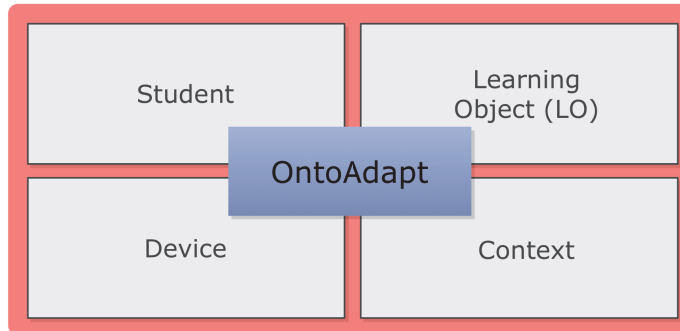 Student
Learning
Object (LO)
OntoAdapt
Device
Context